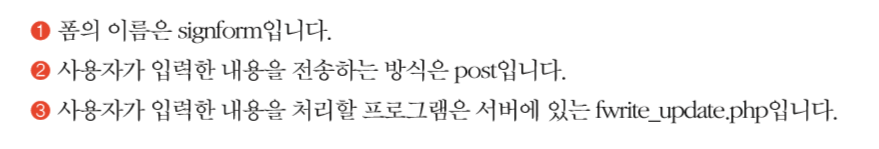 ❶ 폼의 이름은 signform입니다.
❷ 사용자가 입력한 내용을 전송하는 방식은 post입니다.
❸ 사용자가 입력한 내용을 처리할 프로그램은 서버에 있는 fwrite_update.php입니다.